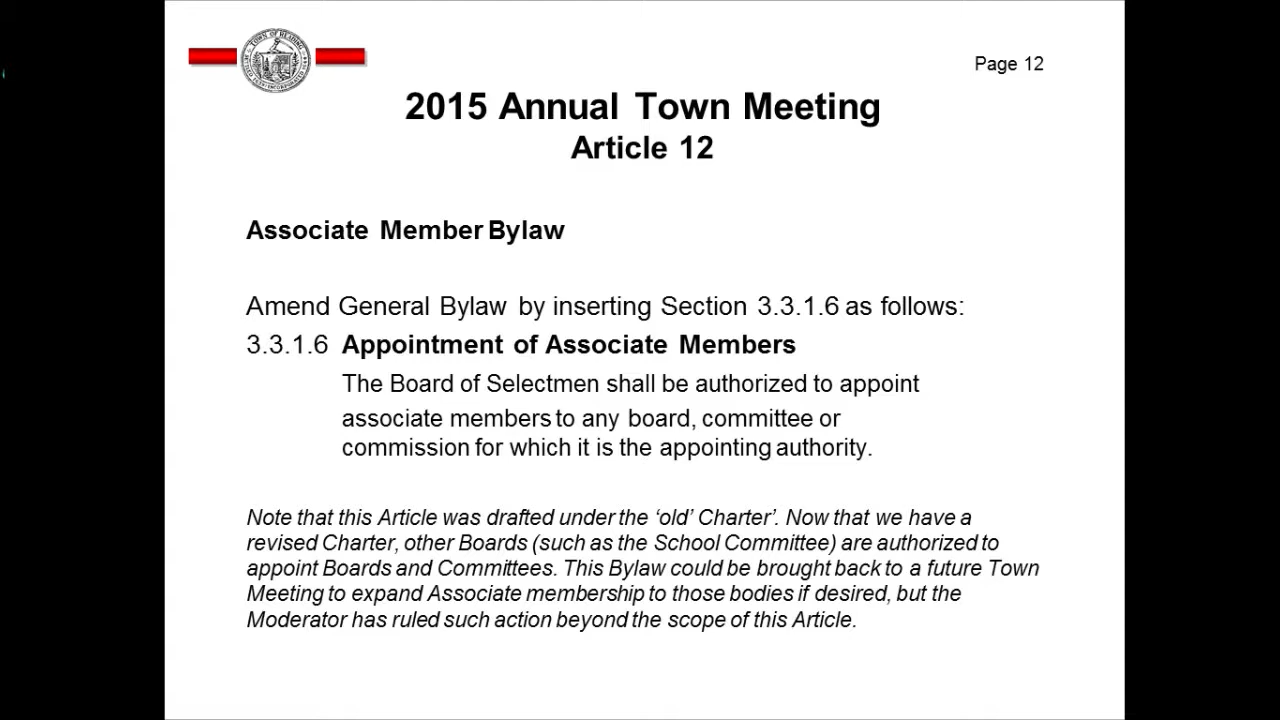 TOWN OF READING
Page 12
2015 Annual Town Meeting
Article 12
Associate Member Bylaw
Amend General Bylaw by inserting Section 3.3.1.6 as follows:
3.3.1.6 Appointment of Associate Members
The Board of Selectmen shall be authorized to appoint
associate members to any board, committee or
commission for which it is the appointing authority.
Note that this Article was drafted under the ‘old’ Charter’. Now that we have a
revised Charter, other Boards (such as the School Committee) are authorized to
appoint Boards and Committees. This Bylaw could be brought back to a future Town
Meeting to expand Associate membership to those bodies if desired, but the
Moderator has ruled such action beyond the scope of this Article.